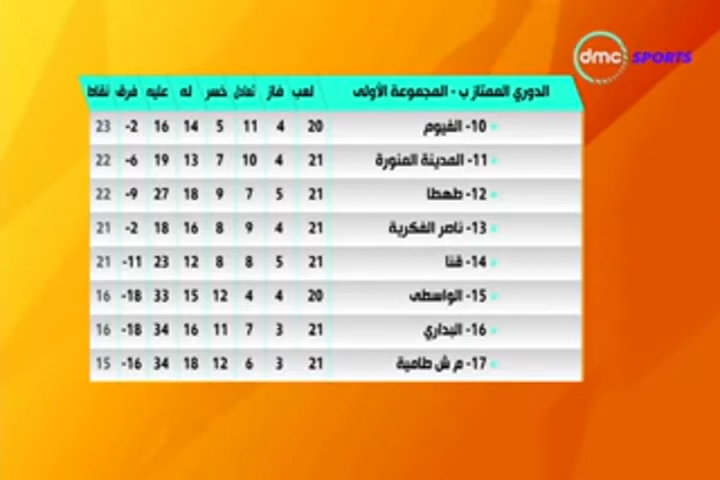 dmc SPORTS
الدوري الممتاز ب - المجموعة الأولى لعب فاز تعادل خسر له عليه فرق نقاط
10- الفيوم 20 4 11 5 14 16 2- 23
11- المدينة المنورة 21 4 10 7 13 19 6- 22
12- طهطا 21 5 7 9 18 27 9- 22
13- ناصر الفكرية 21 4 9 8 16 18 2- 21
14- قنا 21 5 8 8 12 23 11- 21
15- الواسطى 20 4 4 12 15 33 18- 16
16- البداري 21 3 7 11 16 34 18- 16
17- م ش طامية 21 3 6 12 18 34 16- 15